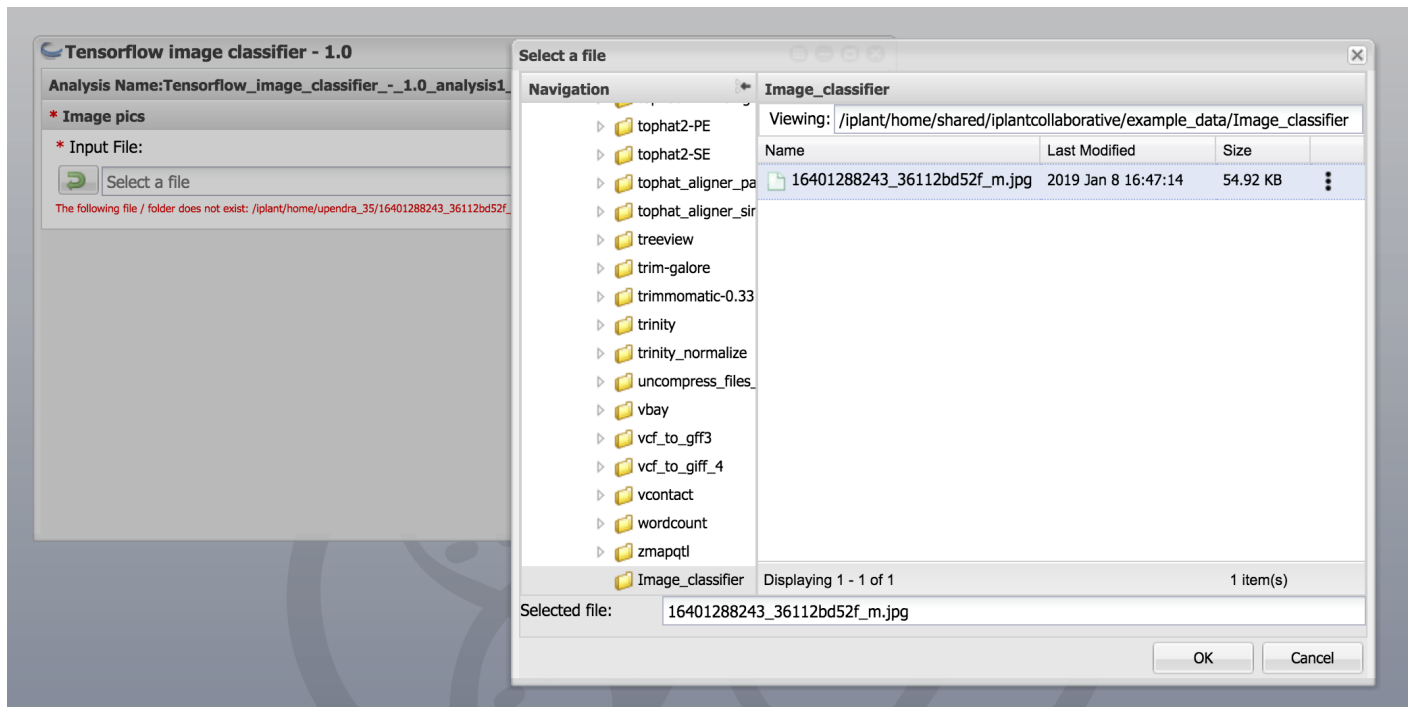 Tensorflow image classifier - 1.0
Analysis Name:Tensorflow_image_classifier_-_1.0_analysis1_
* Image pics
* Input File:
Select a file
The following file / folder does not exist: /iplant/home/upendra_35/16401288243_36112bd52f_
Select a file
Navigation
tophat2-PE
tophat2-SE
tophat_aligner_pa
tophat_aligner_sir
treeview
trim-galore
trimmomatic-0.33
trinity
trinity_normalize
uncompress_files_
vbay
vcf_to_gff3
vcf_to_giff_4
vcontact
wordcount
zmapqtl
Image_classifier
Image_classifier
Viewing: /iplant/home/shared/iplantcollaborative/example_data/Image_classifier
Name Last Modified Size
16401288243_36112bd52f_m.jpg 2019 Jan 8 16:47:14 54.92 KB
Displaying 1 - 1 of 1 1 item(s)
Selected file: 16401288243_36112bd52f_m.jpg
OK Cancel